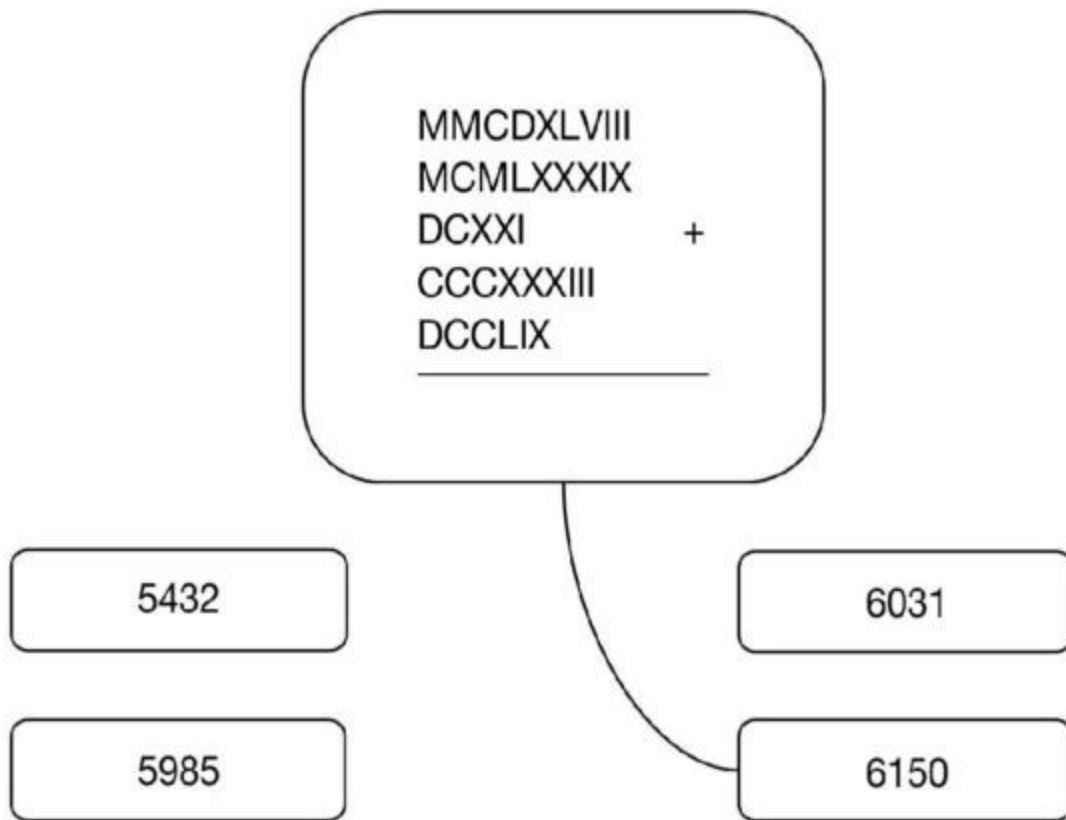 MMCDXLVIII
MCMLXXXIX
DCXXI +
CCCXXXIII
DCCLIX
5432
6031
5985
6150